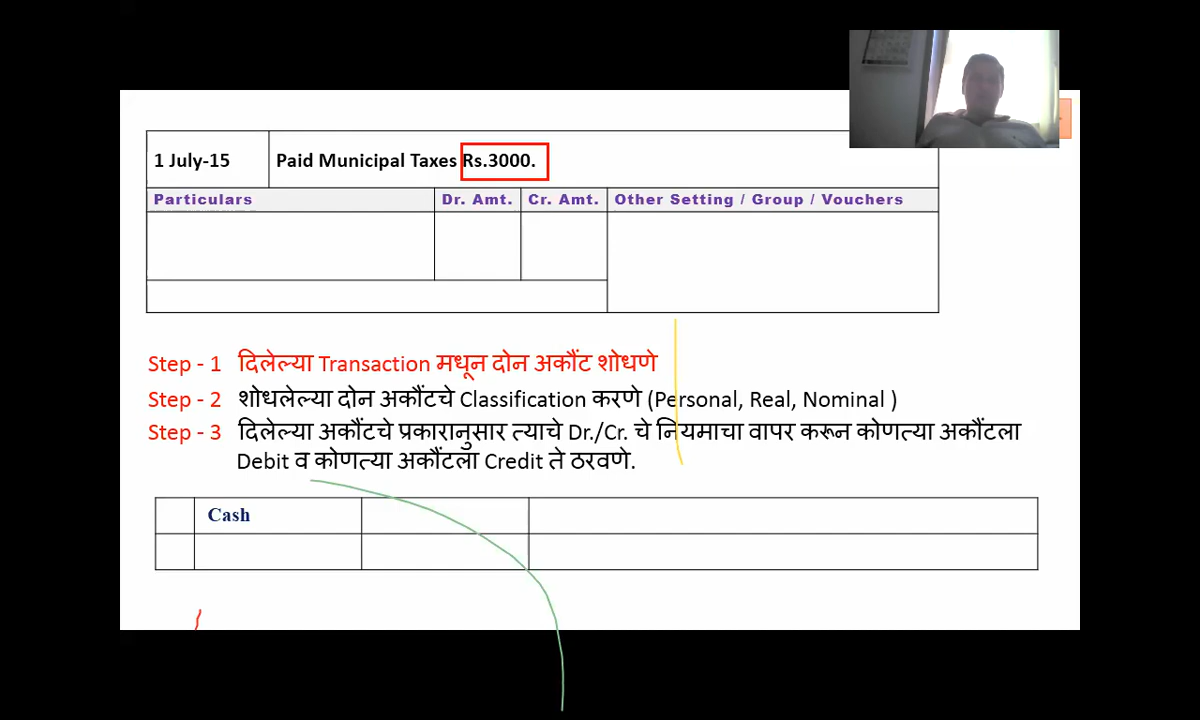 1 July-15 Paid Municipal Taxes Rs.3000.
Particulars Dr. Amt. Cr. Amt. Other Setting / Group / Vouchers
Step - 1 दिलेल्या Transaction मधून दोन अकौंट शोधणे
Step - 2 शोधलेल्या दोन अकौंटचे Classification करणे (Personal, Real, Nominal )
Step - 3 दिलेल्या अकौंटचे प्रकारानुसार त्याचे Dr./Cr. चे नियमाचा वापर करून कोणत्या अकौंटला
Debit व कोणत्या अकौंटला Credit ते ठरवणे.
Cash